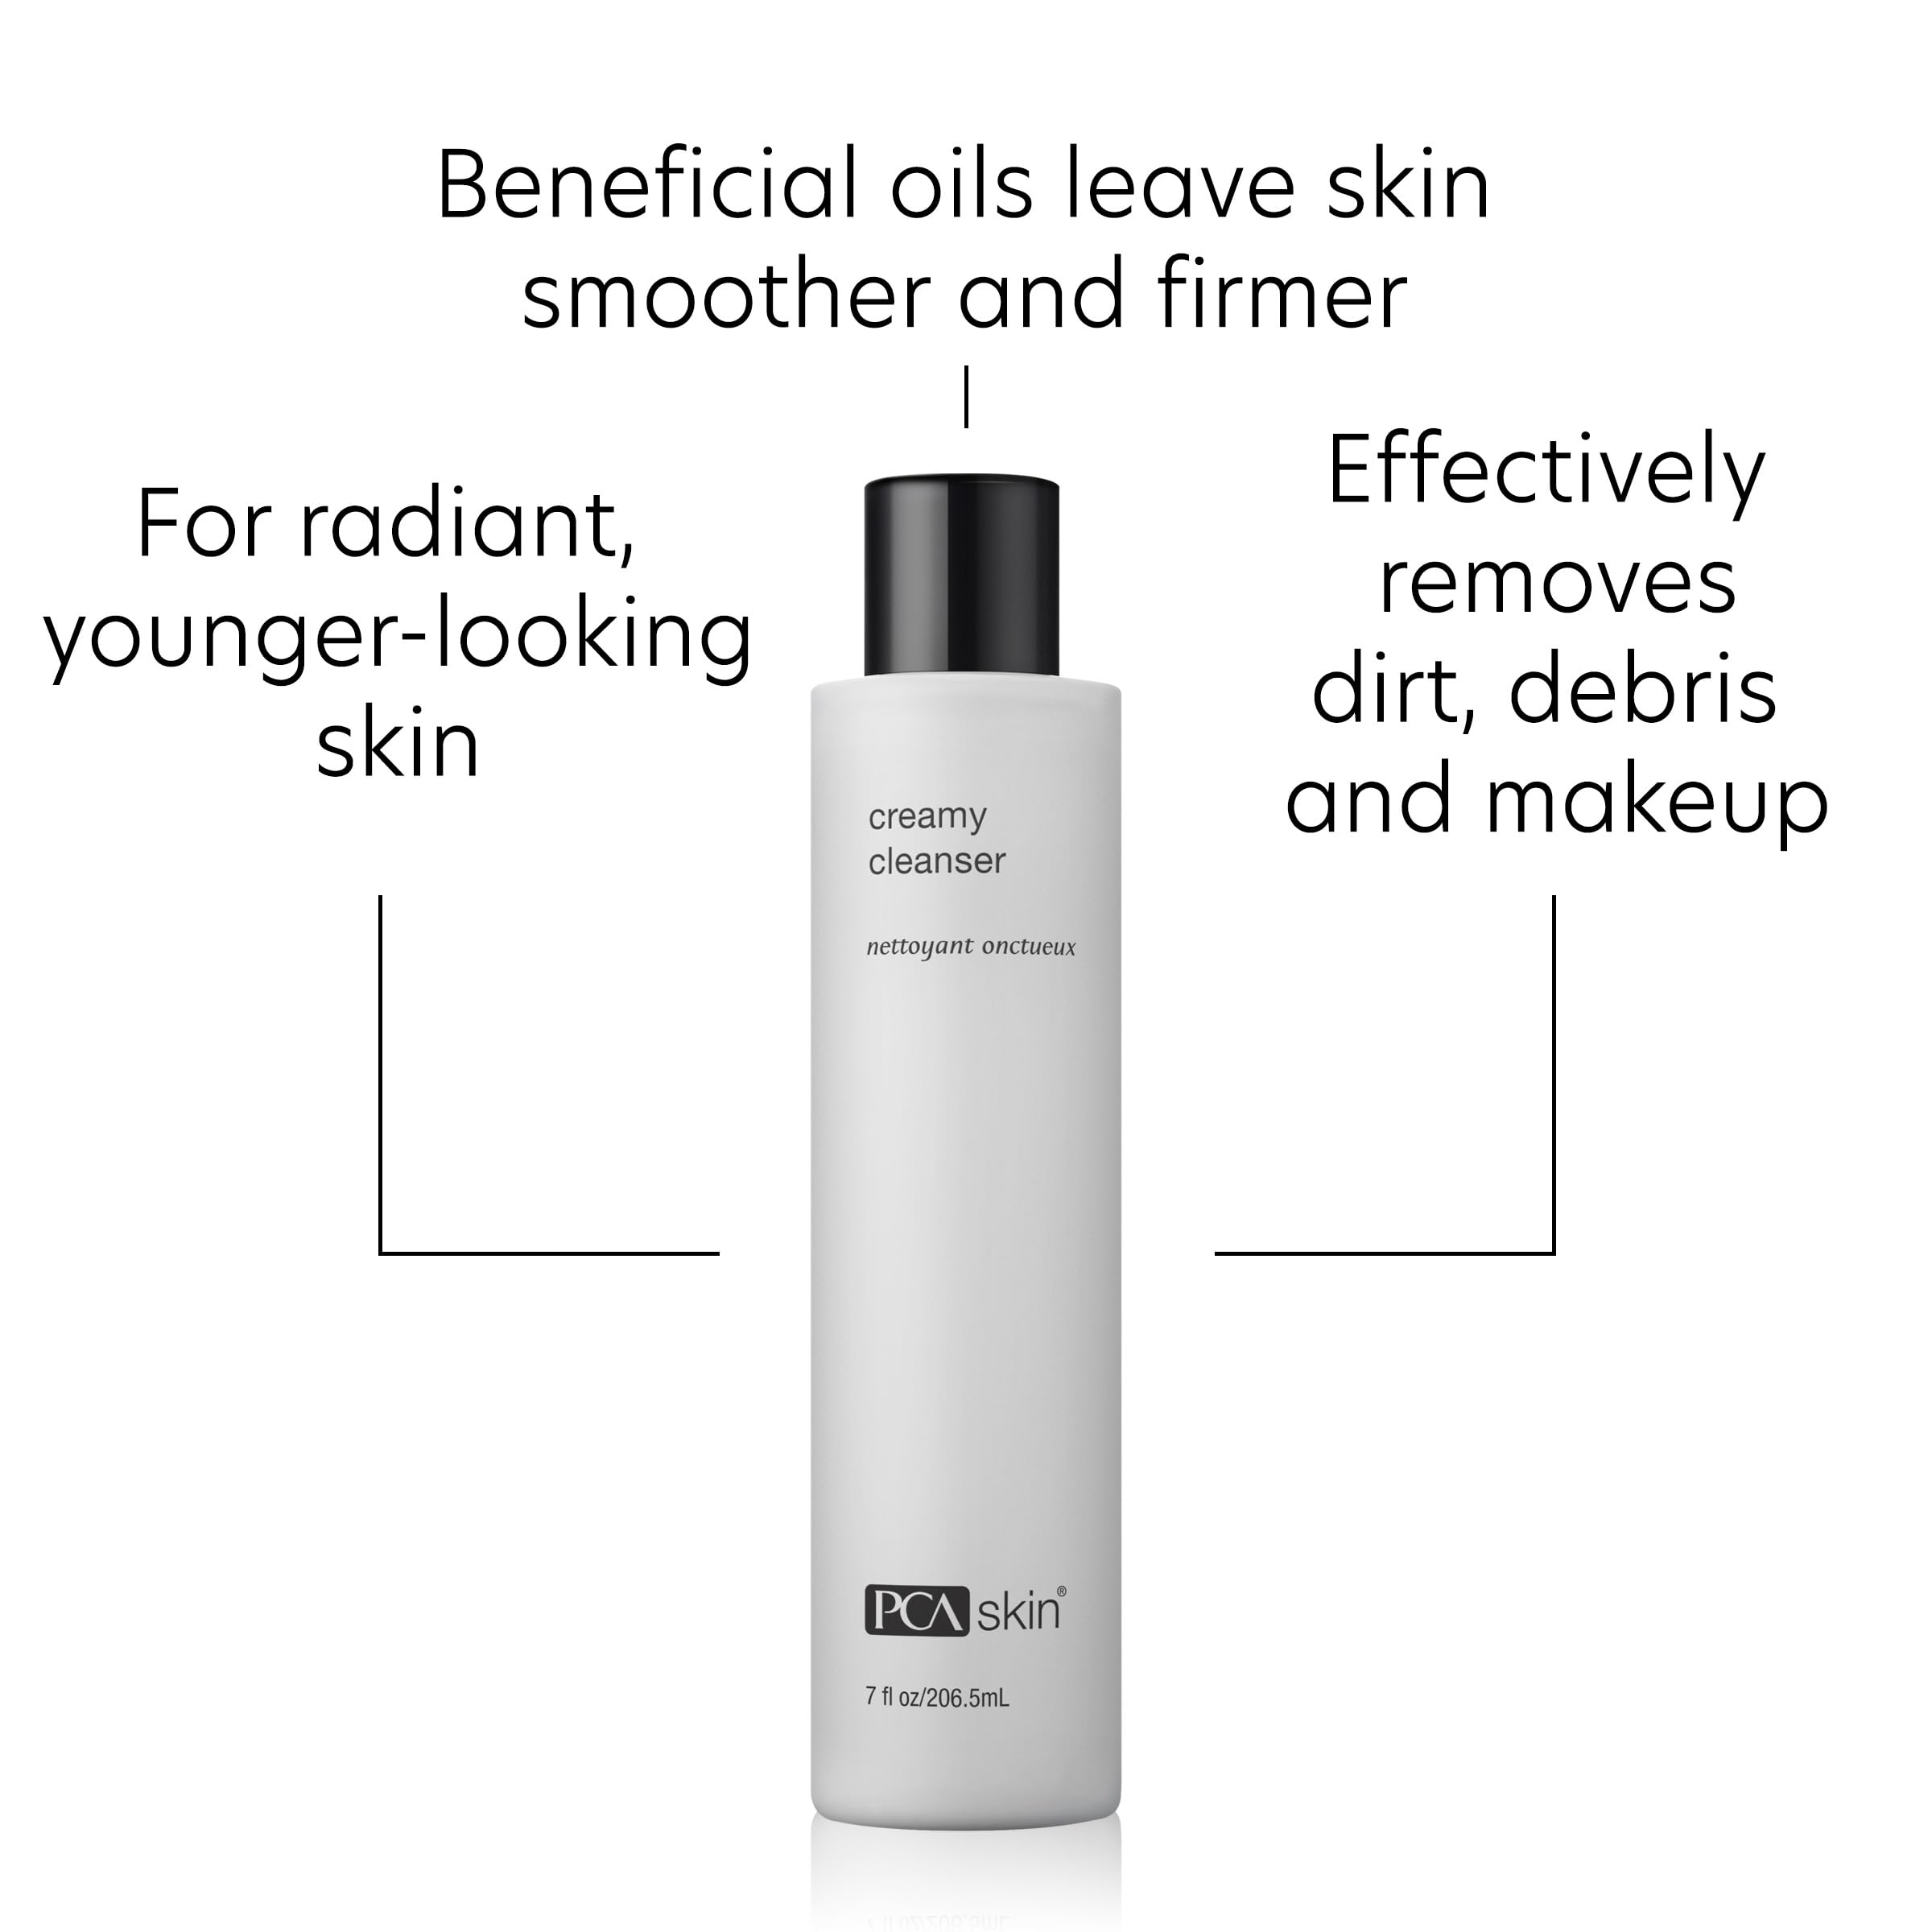 Beneficial oils leave skin
smoother and firmer
For radiant,
younger-looking
skin
Effectively
removes
dirt, debris
and makeup
creamy
cleanser
nettoyant onctueux
PCA skin®
7 fl oz/206.5mL